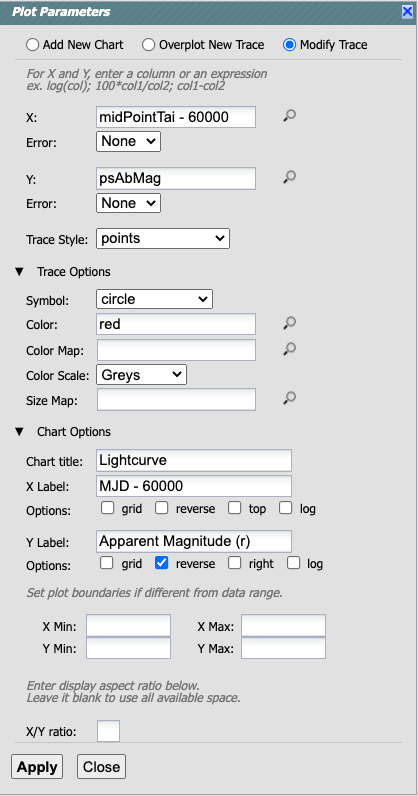 Plot Parameters
Add New Chart Overplot New Trace Modify Trace
For X and Y, enter a column or an expression
ex. log(col); 100*col1/col2; col1-col2
X: midPointTai - 60000
Error: None
Y: psAbMag
Error: None
Trace Style: points
Trace Options
Symbol: circle
Color: red
Color Map:
Color Scale: Greys
Size Map:
Chart Options
Chart title: Lightcurve
X Label: MJD - 60000
Options: grid reverse top log
Y Label: Apparent Magnitude (r)
Options: grid reverse right log
Set plot boundaries if different from data range.
X Min: X Max:
Y Min: Y Max:
Enter display aspect ratio below.
Leave it blank to use all available space.
X/Y ratio:
Apply Close